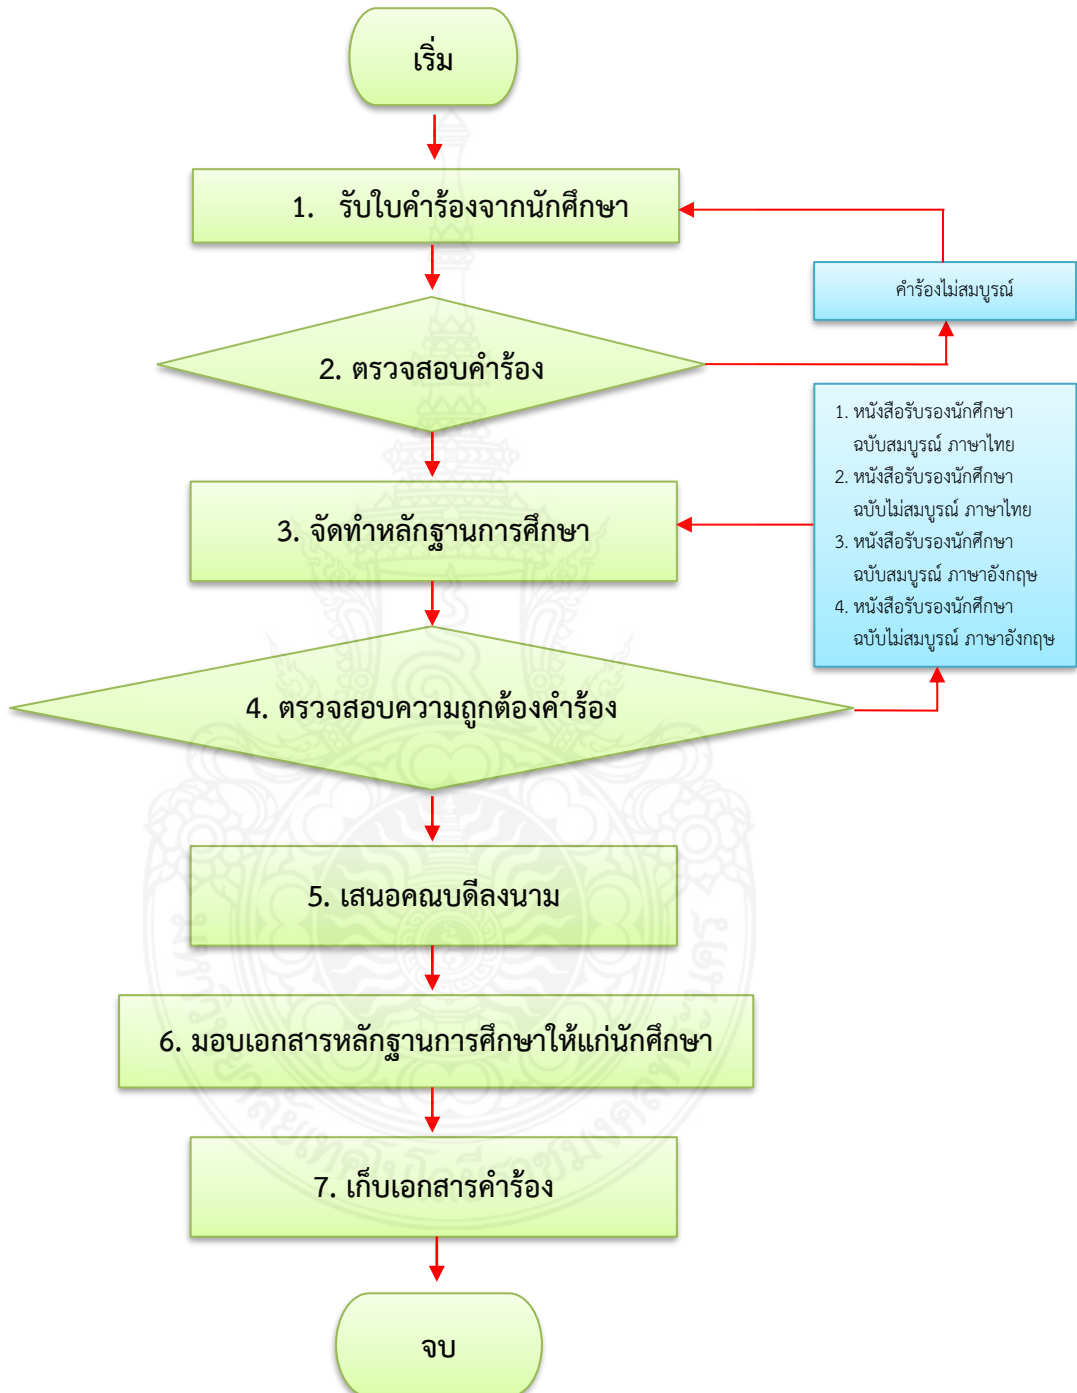 เริ่ม
1. รับใบคำร้องจากนักศึกษา
คำร้องไม่สมบูรณ์
2. ตรวจสอบคำร้อง
1. หนังสือรับรองนักศึกษา
ฉบับสมบูรณ์ ภาษาไทย
2. หนังสือรับรองนักศึกษา
ฉบับไม่สมบูรณ์ ภาษาไทย
3. หนังสือรับรองนักศึกษา
ฉบับสมบูรณ์ ภาษาอังกฤษ
4. หนังสือรับรองนักศึกษา
ฉบับไม่สมบูรณ์ ภาษาอังกฤษ
3. จัดทำหลักฐานการศึกษา
4. ตรวจสอบความถูกต้องคำร้อง
5. เสนอคณบดีลงนาม
6. มอบเอกสารหลักฐานการศึกษาให้แก่นักศึกษา
7. เก็บเอกสารคำร้อง
จบ